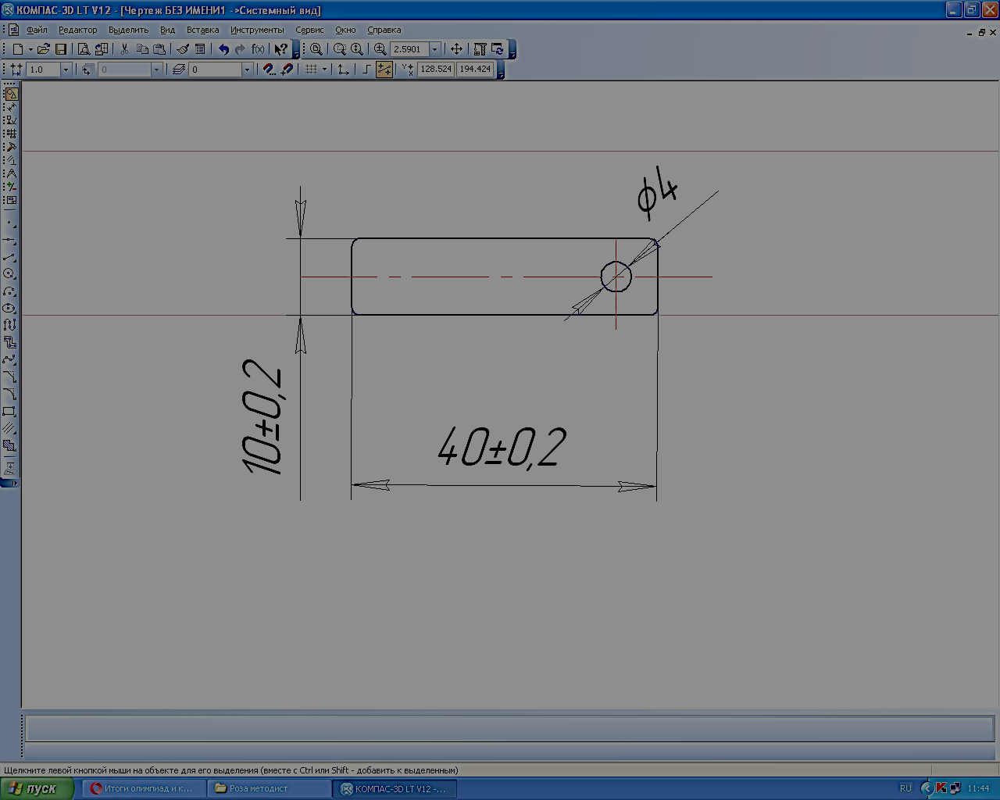 КОМПАС-3D LT V12 - [Чертеж БЕЗ ИМЕНИ1 ->Системный вид]
Файл Редактор Выделить Вид Вставка Инструменты Сервис Окно Справка
f(x) 2.5901
1.0 0 0 128.524 194.424
ϕ4
10±0,2
40±0,2
Щелкните левой кнопкой мыши на объекте для его выделения (вместе с Ctrl или Shift - добавить к выделенным)
пуск Итоги олимпиад и к... Роза методист КОМПАС-3D LT V12 -... RU 11:44